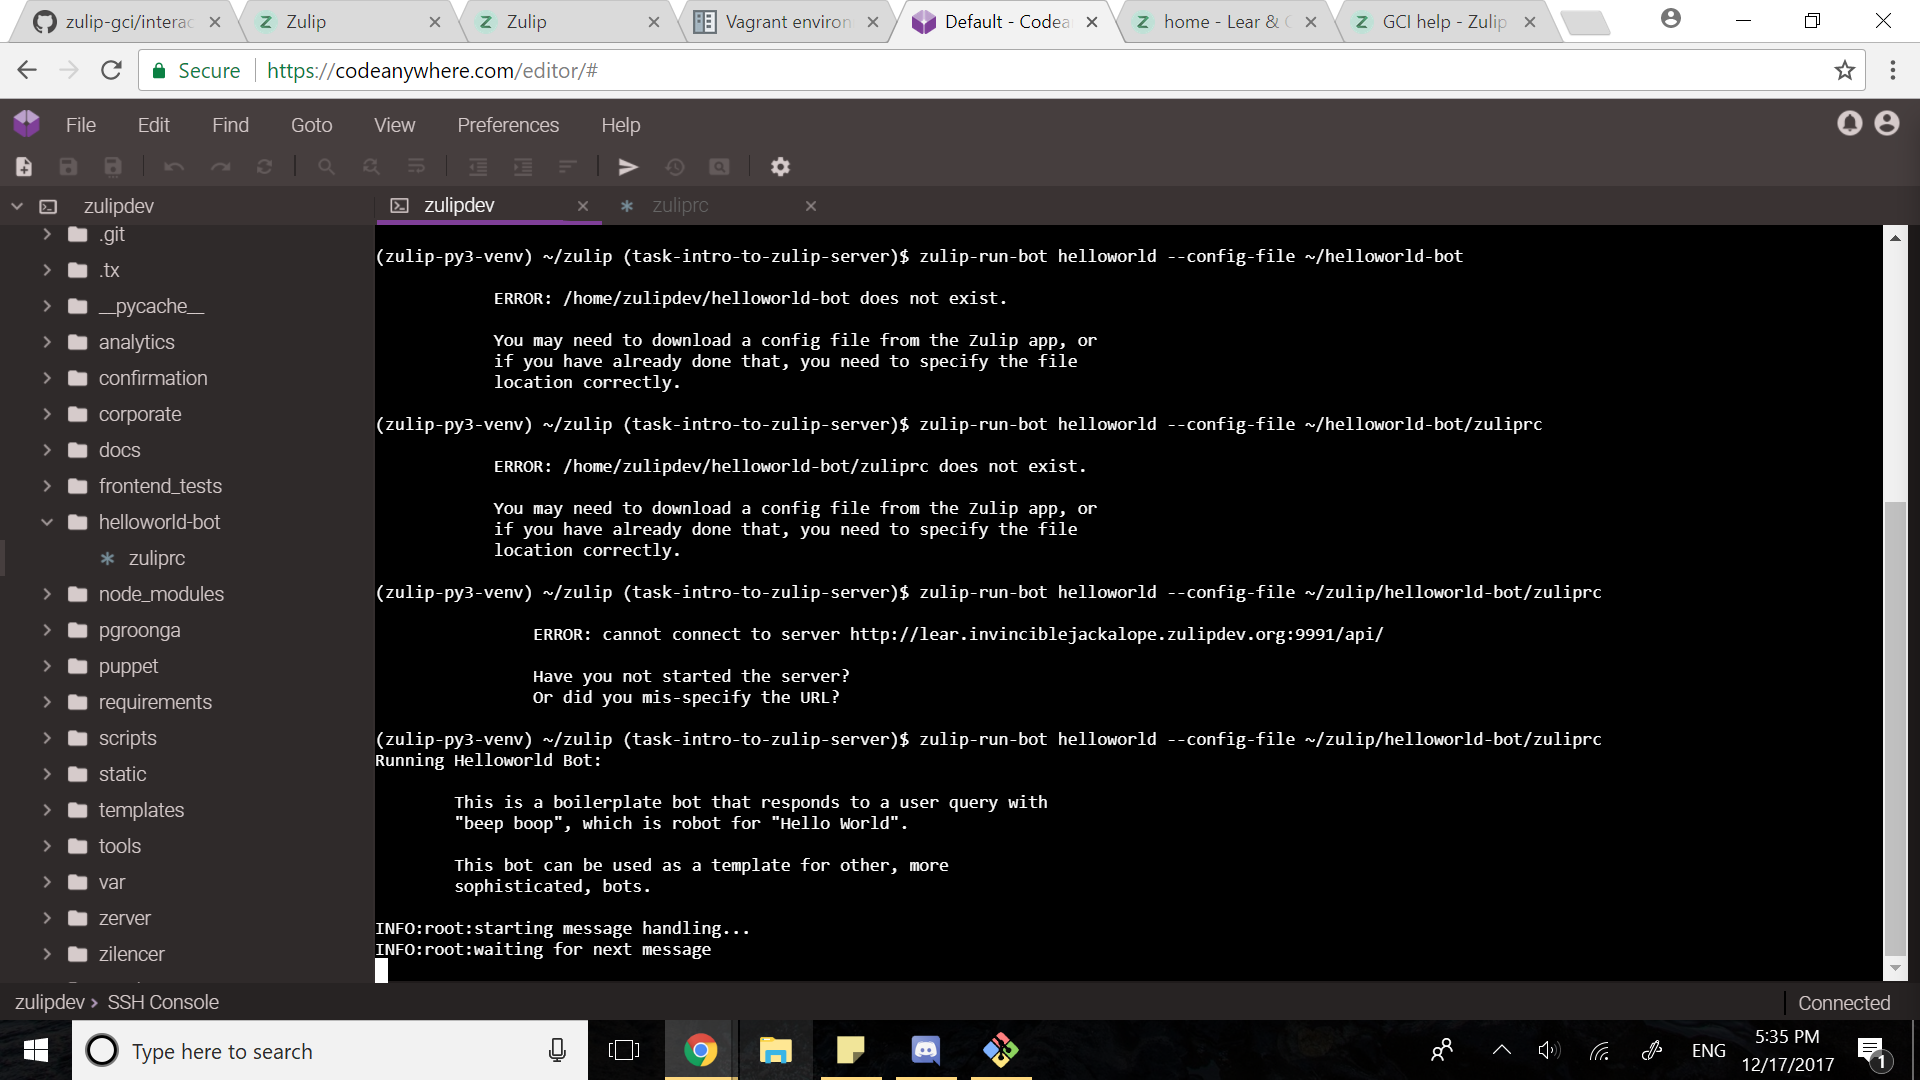 zulip-gci/interac
Zulip
Zulip
Vagrant environ
Default - Codea
home - Lear &
GCI help - Zulip
Secure
https://codeanywhere.com/editor/#
File
Edit
Find
Goto
View
Preferences
Help
zulipdev
zulipdev
zuliprc
.git
.tx
__pycache__
analytics
confirmation
corporate
docs
frontend_tests
helloworld-bot
zuliprc
node_modules
pgroonga
puppet
requirements
scripts
static
templates
tools
var
zerver
zilencer
(zulip-py3-venv) ~/zulip (task-intro-to-zulip-server)$ zulip-run-bot helloworld --config-file ~/helloworld-bot
ERROR: /home/zulipdev/helloworld-bot does not exist.
You may need to download a config file from the Zulip app, or
if you have already done that, you need to specify the file
location correctly.
(zulip-py3-venv) ~/zulip (task-intro-to-zulip-server)$ zulip-run-bot helloworld --config-file ~/helloworld-bot/zuliprc
ERROR: /home/zulipdev/helloworld-bot/zuliprc does not exist.
You may need to download a config file from the Zulip app, or
if you have already done that, you need to specify the file
location correctly.
(zulip-py3-venv) ~/zulip (task-intro-to-zulip-server)$ zulip-run-bot helloworld --config-file ~/zulip/helloworld-bot/zuliprc
ERROR: cannot connect to server http://lear.invinciblejackalope.zulipdev.org:9991/api/
Have you not started the server?
Or did you mis-specify the URL?
(zulip-py3-venv) ~/zulip (task-intro-to-zulip-server)$ zulip-run-bot helloworld --config-file ~/zulip/helloworld-bot/zuliprc
Running Helloworld Bot:
This is a boilerplate bot that responds to a user query with
"beep boop", which is robot for "Hello World".
This bot can be used as a template for other, more
sophisticated, bots.
INFO:root:starting message handling...
INFO:root:waiting for next message
zulipdev > SSH Console
Connected
Type here to search
ENG
5:35 PM
12/17/2017
1